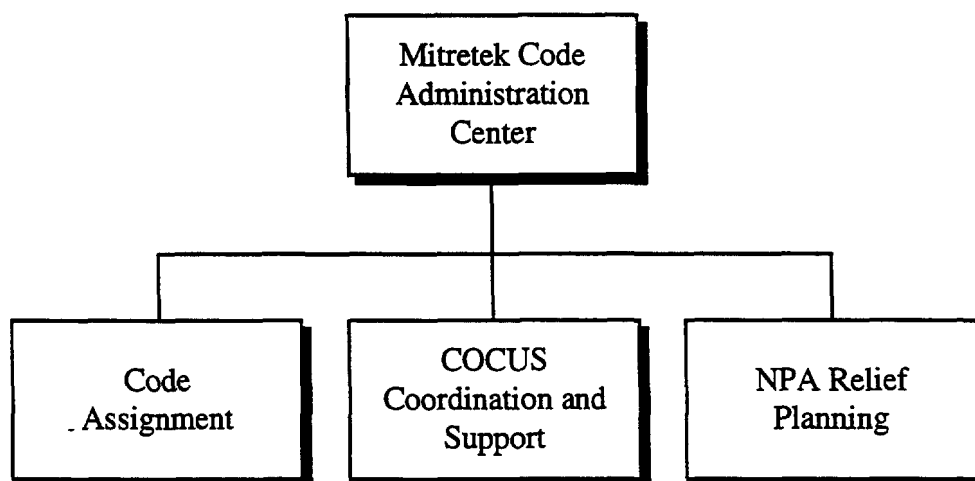 Mitretek Code
Administration
Center
Code
Assignment
COCUS
Coordination and
Support
NPA Relief
Planning